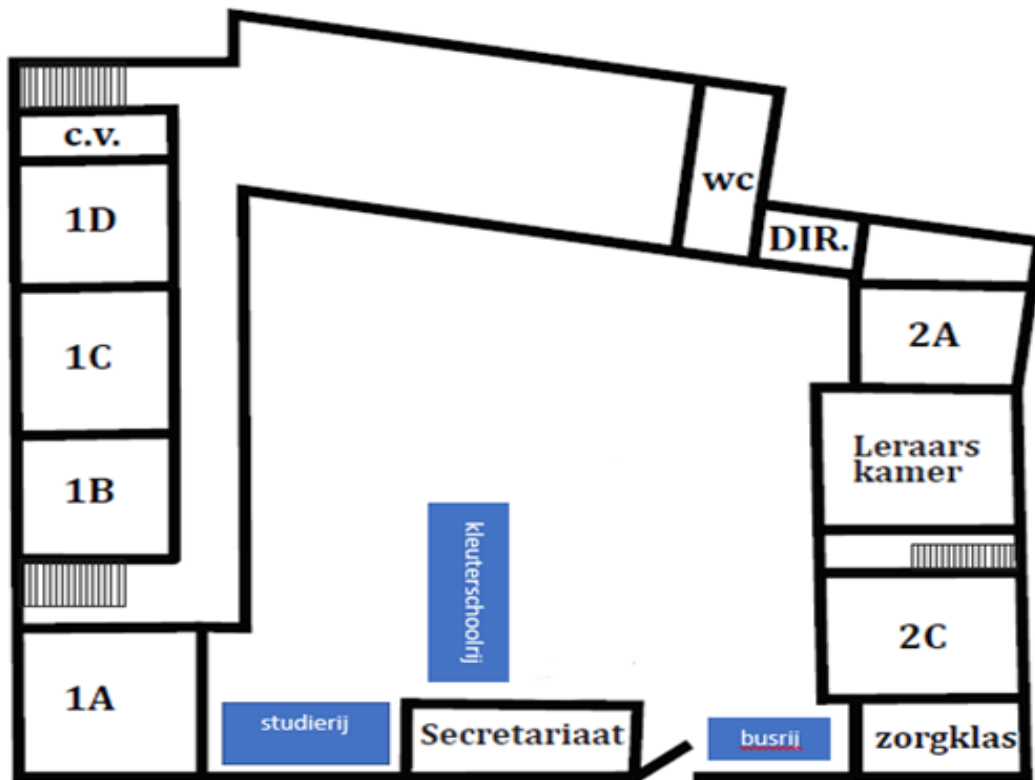 c.v.
1D
1C
1B
1A
wc
DIR.
2A
Leraars
kamer
2C
zorgklas
kleuterschoolrij
studierij
Secretariaat
busrij